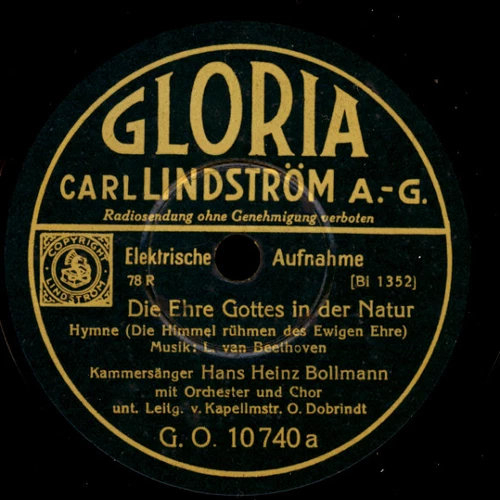 GLORIA
CARL LINDSTRÖM A.-G.
Radiosendung ohne Genehmigung verboten
COPYRIGHT
LINDSTRÖM
Elektrische Aufnahme
78 R [BI 1352]
Die Ehre Gottes in der Natur
Hymne (Die Himmel rühmen des Ewigen Ehre)
Musik: L. van Beethoven
Kammersänger Hans Heinz Bollmann
mit Orchester und Chor
unt. Leitg. v. Kapellmstr. O. Dobrindt
G. O. 10740a